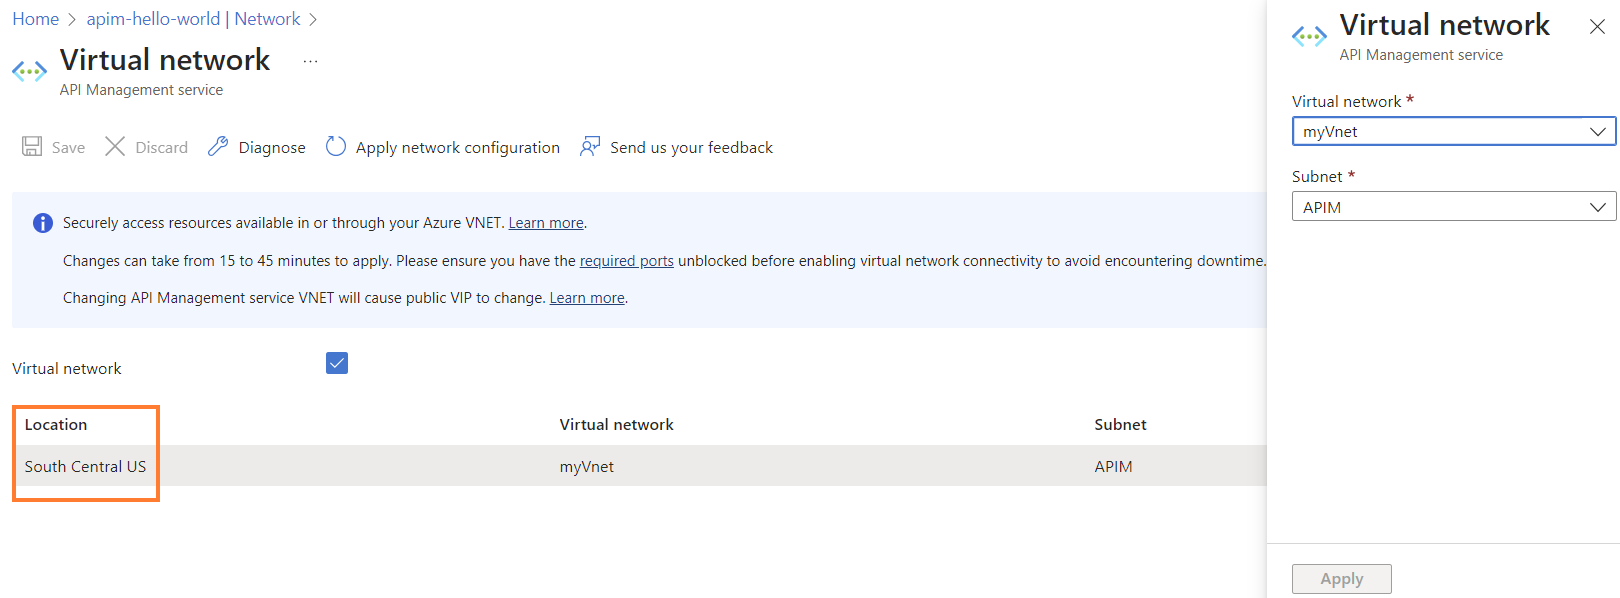 Home > apim-hello-world | Network >
Virtual network ...
API Management service
Save Discard Diagnose Apply network configuration Send us your feedback
Securely access resources available in or through your Azure VNET. Learn more.
Changes can take from 15 to 45 minutes to apply. Please ensure you have the required ports unblocked before enabling virtual network connectivity to avoid encountering downtime.
Changing API Management service VNET will cause public VIP to change. Learn more.
Virtual network
Location Virtual network Subnet
South Central US myVnet APIM
Virtual network
API Management service
Virtual network *
myVnet
Subnet *
APIM
Apply